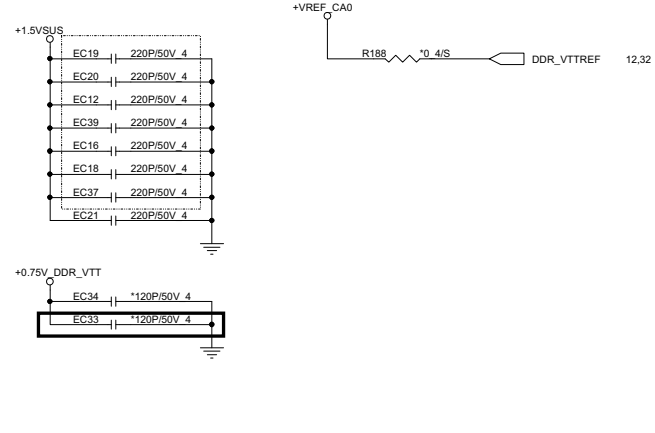 +VREF_CA0
+1.5VSUS
EC19 220P/50V_4
R188 *0_4/S
DDR_VTTREF 12,32
EC20 220P/50V_4
EC12 220P/50V_4
EC39 220P/50V_4
EC16 220P/50V_4
EC18 220P/50V_4
EC37 220P/50V_4
EC21 220P/50V_4
+0.75V_DDR_VTT
EC34 *120P/50V_4
EC33 *120P/50V_4